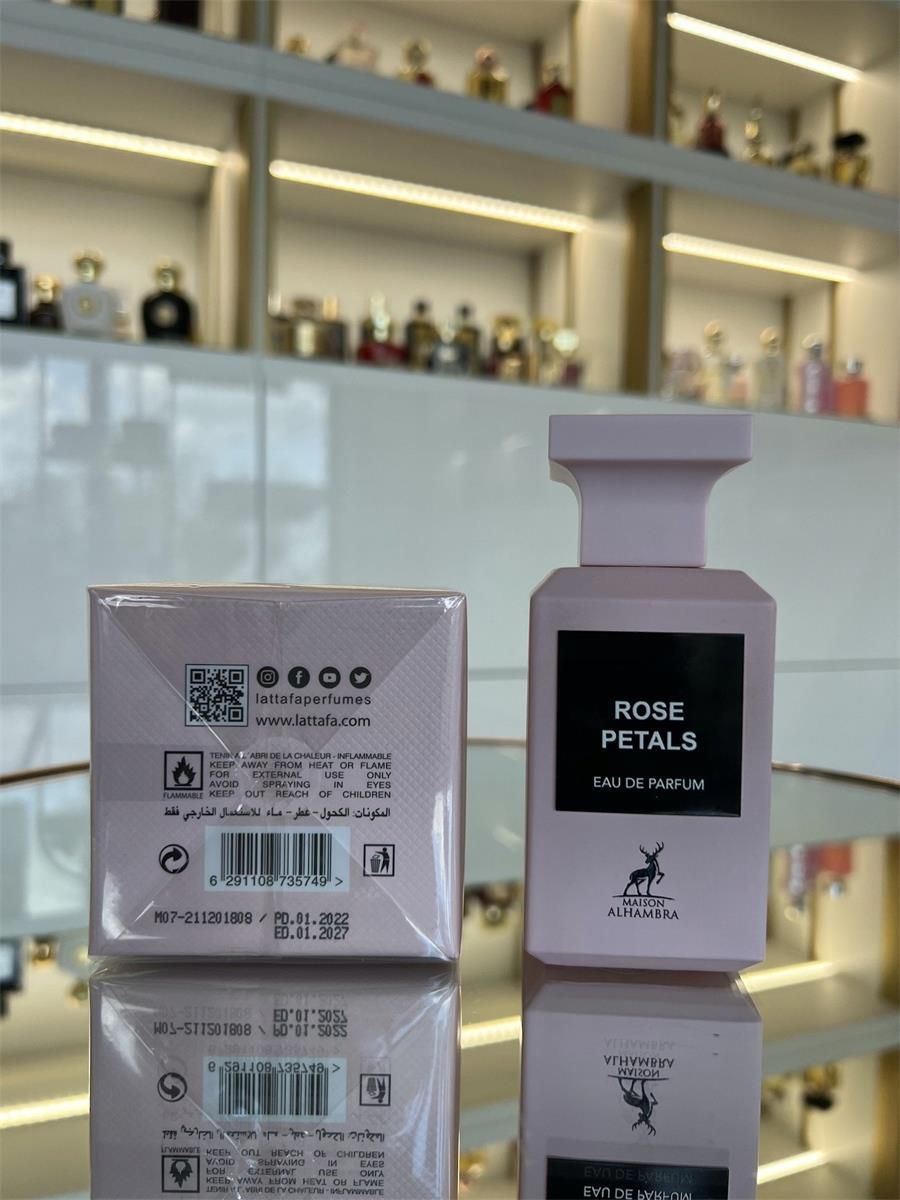 lattafaperfumes
www.lattafa.com
TENIR A L'ABRI DE LA CHALEUR - INFLAMMABLE
KEEP AWAY FROM HEAT OR FLAME
FOR EXTERNAL USE ONLY
AVOID SPRAYING IN EYES
KEEP OUT REACH OF CHILDREN
FLAMMABLE
المكونات: الكحول - عطر - ماء للاستعمال الخارجي فقط
6 291108 735749 >
M07-211201808 / PD.01.2022
ED.01.2027
ROSE
PETALS
EAU DE PARFUM
MAISON
ALHAMBRA